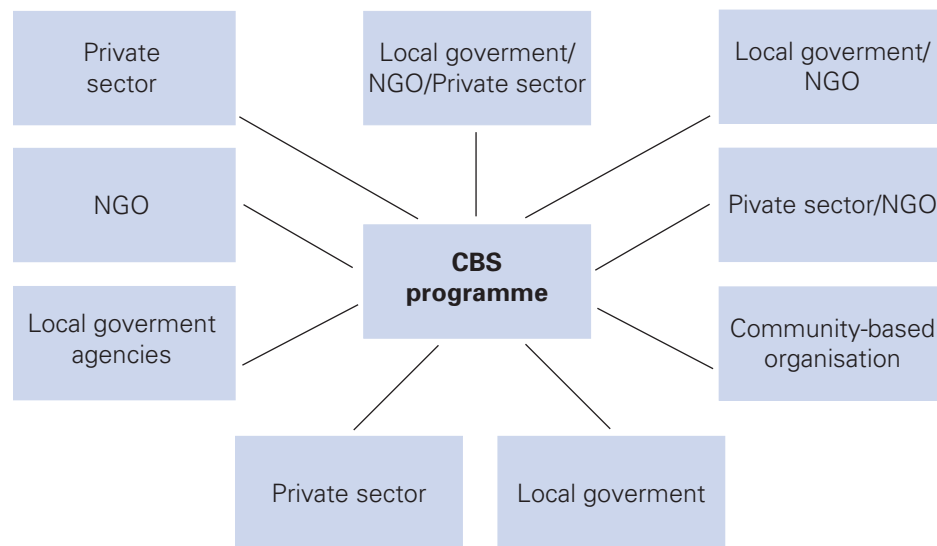 Private
sector
Local goverment/
NGO/Private sector
Local goverment/
NGO
NGO
CBS
programme
Pivate sector/NGO
Local goverment
agencies
Community-based
organisation
Private sector
Local goverment